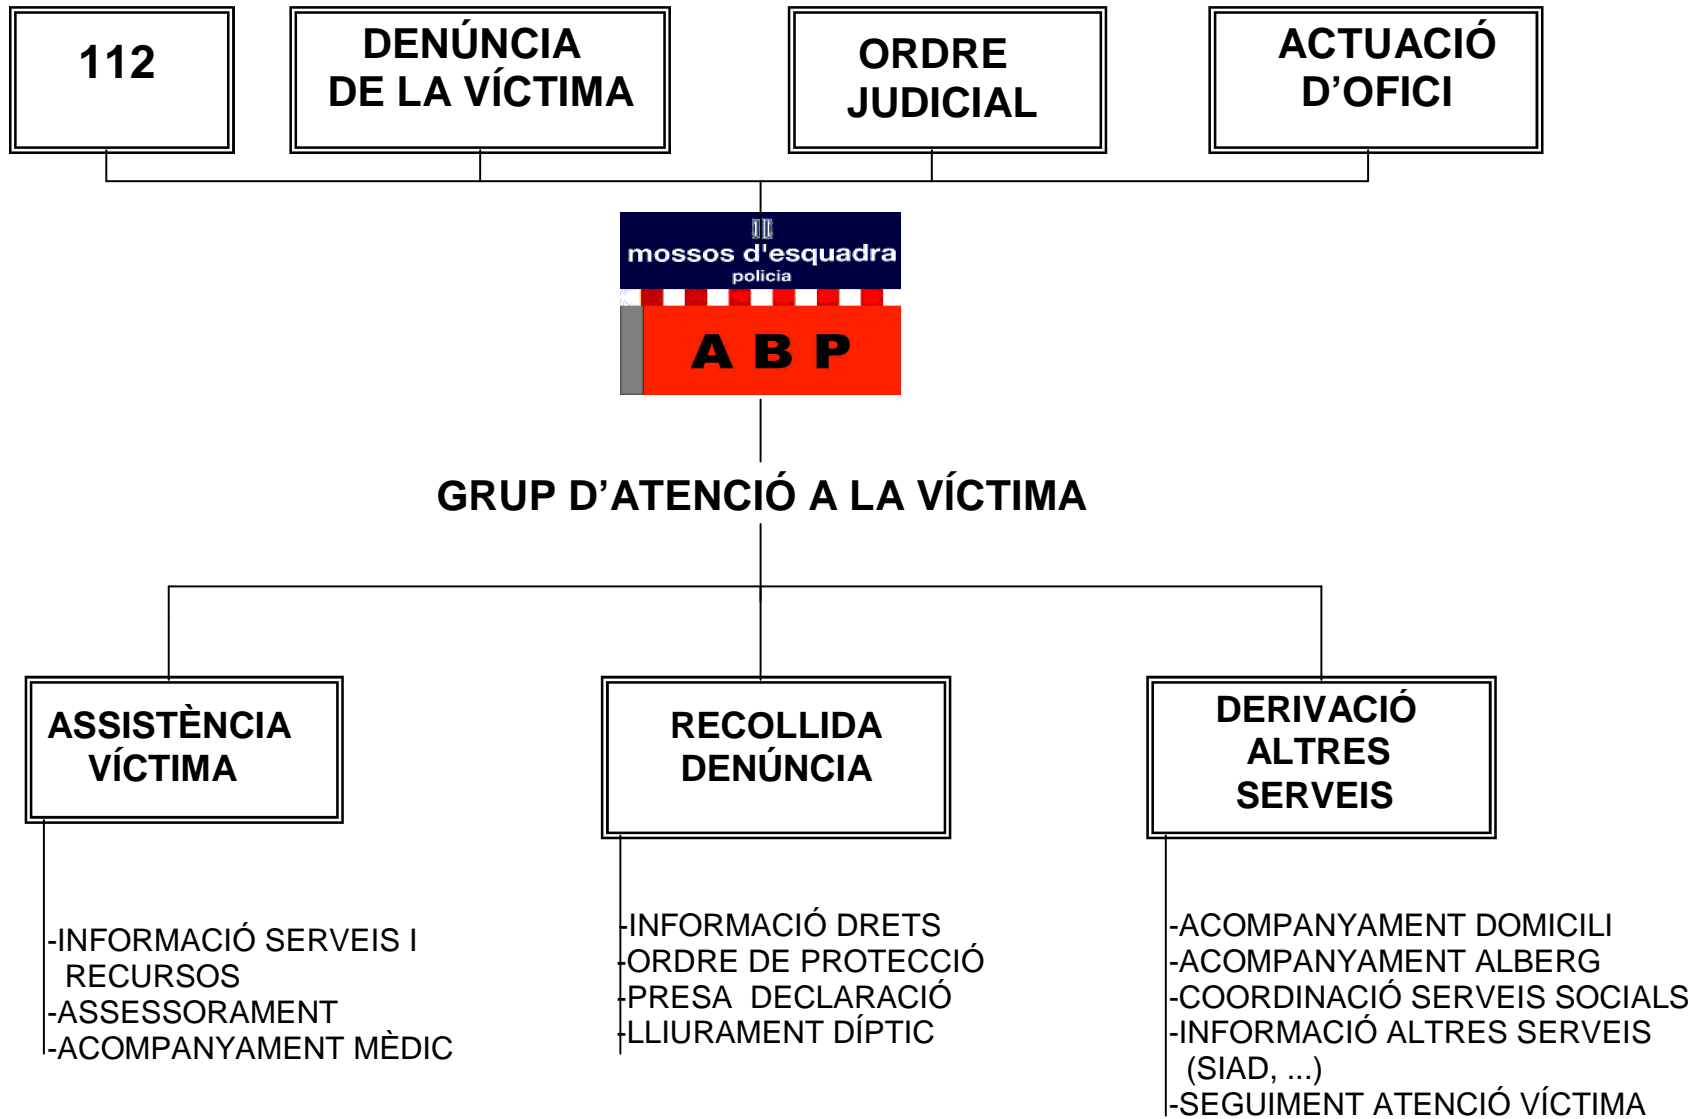 112
DENÚNCIA
DE LA VÍCTIMA
ORDRE
JUDICIAL
ACTUACIÓ
D’OFICI
mossos d'esquadra
policia
A B P
GRUP D’ATENCIÓ A LA VÍCTIMA
ASSISTÈNCIA
VÍCTIMA
-INFORMACIÓ SERVEIS I
RECURSOS
-ASSESSORAMENT
-ACOMPANYAMENT MÈDIC
RECOLLIDA
DENÚNCIA
-INFORMACIÓ DRETS
-ORDRE DE PROTECCIÓ
-PRESA DECLARACIÓ
-LLIURAMENT DÍPTIC
DERIVACIÓ
ALTRES
SERVEIS
-ACOMPANYAMENT DOMICILI
-ACOMPANYAMENT ALBERG
-COORDINACIÓ SERVEIS SOCIALS
-INFORMACIÓ ALTRES SERVEIS
(SIAD, ...)
-SEGUIMENT ATENCIÓ VÍCTIMA